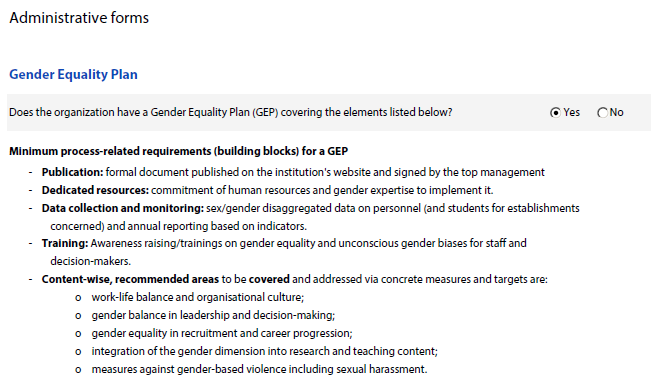 Administrative forms
Gender Equality Plan
Does the organization have a Gender Equality Plan (GEP) covering the elements listed below? Yes No
Minimum process-related requirements (building blocks) for a GEP
- Publication: formal document published on the institution's website and signed by the top management
- Dedicated resources: commitment of human resources and gender expertise to implement it.
- Data collection and monitoring: sex/gender disaggregated data on personnel (and students for establishments
concerned) and annual reporting based on indicators.
- Training: Awareness raising/trainings on gender equality and unconscious gender biases for staff and
decision-makers.
- Content-wise, recommended areas to be covered and addressed via concrete measures and targets are:
o work-life balance and organisational culture;
o gender balance in leadership and decision-making;
o gender equality in recruitment and career progression;
o integration of the gender dimension into research and teaching content;
o measures against gender-based violence including sexual harassment.